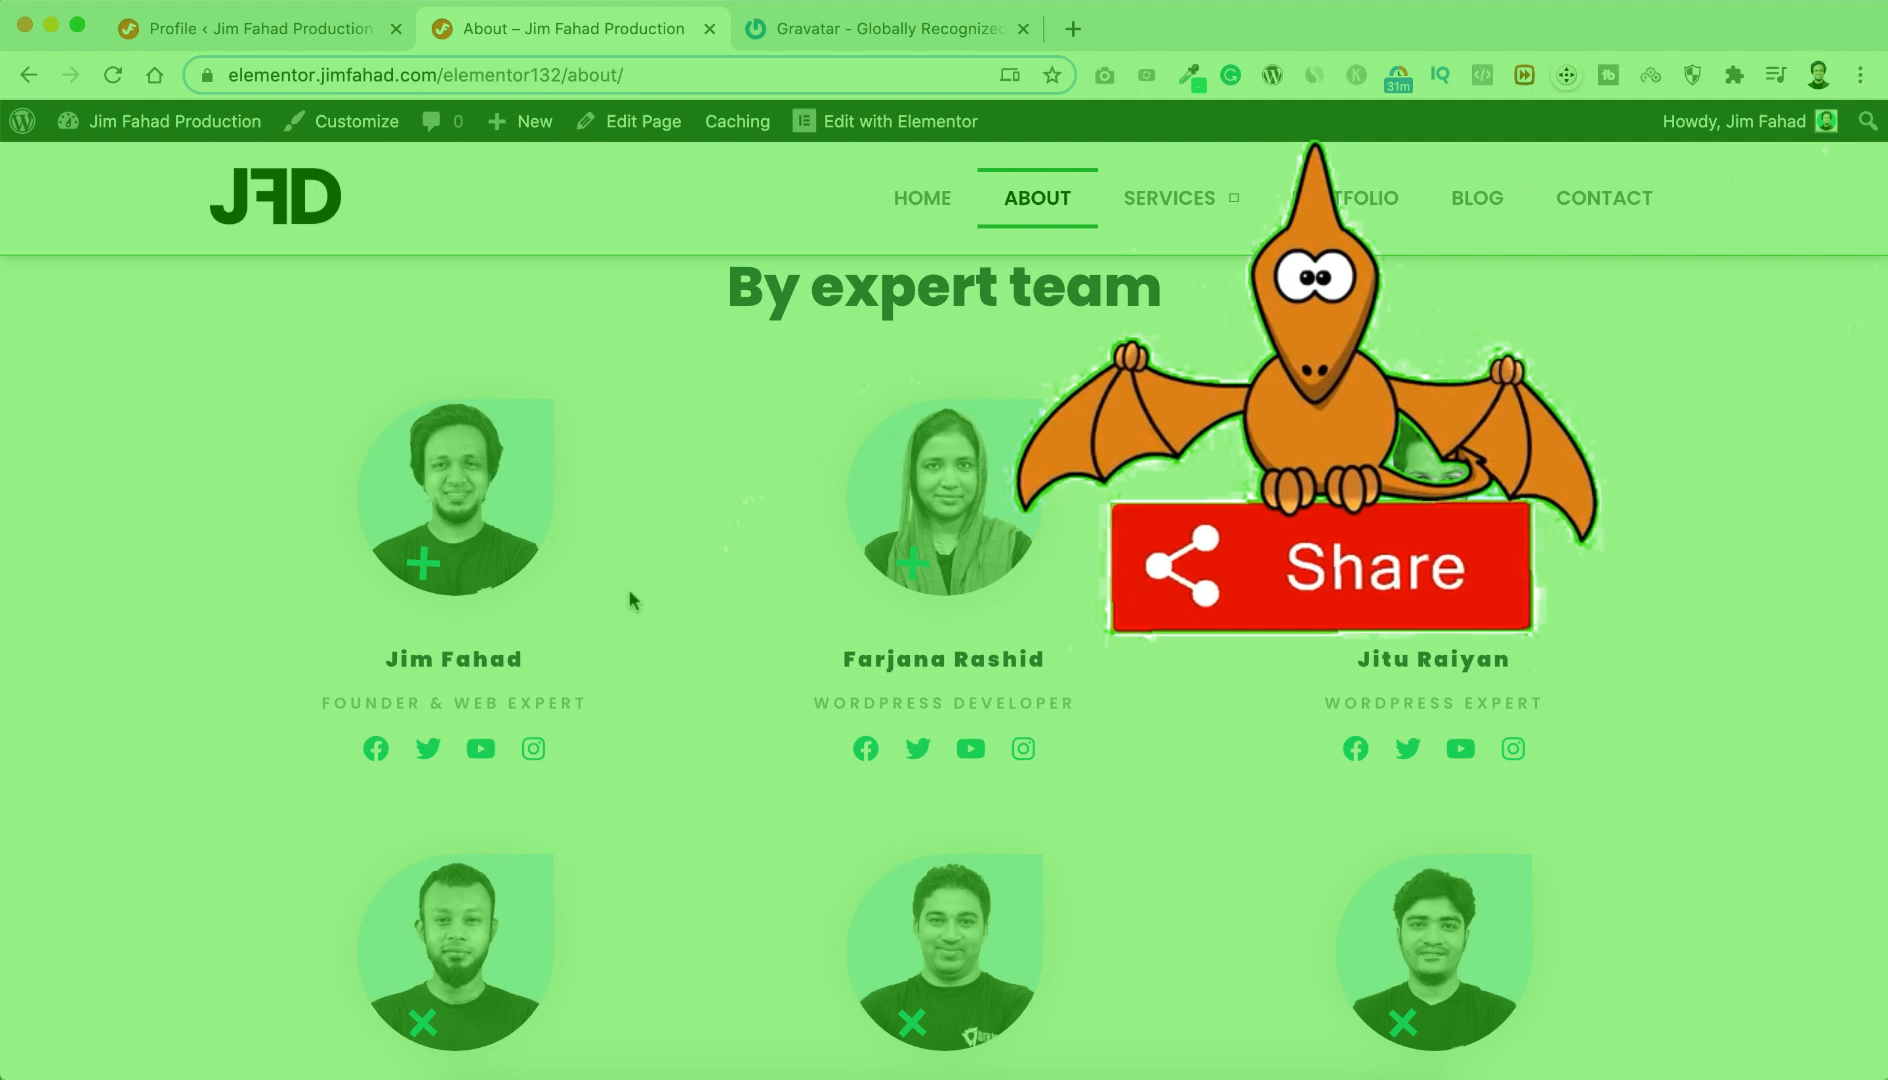 Profile ‹ Jim Fahad Production
About – Jim Fahad Production
Gravatar - Globally Recognized
elementor.jimfahad.com/elementor132/about/
31m
Jim Fahad Production
Customize
0
New
Edit Page
Caching
Edit with Elementor
Howdy, Jim Fahad
JFD
HOME
ABOUT
SERVICES
TFOLIO
BLOG
CONTACT
By expert team
Share
Jim Fahad
Farjana Rashid
Jitu Raiyan
FOUNDER & WEB EXPERT
WORDPRESS DEVELOPER
WORDPRESS EXPERT